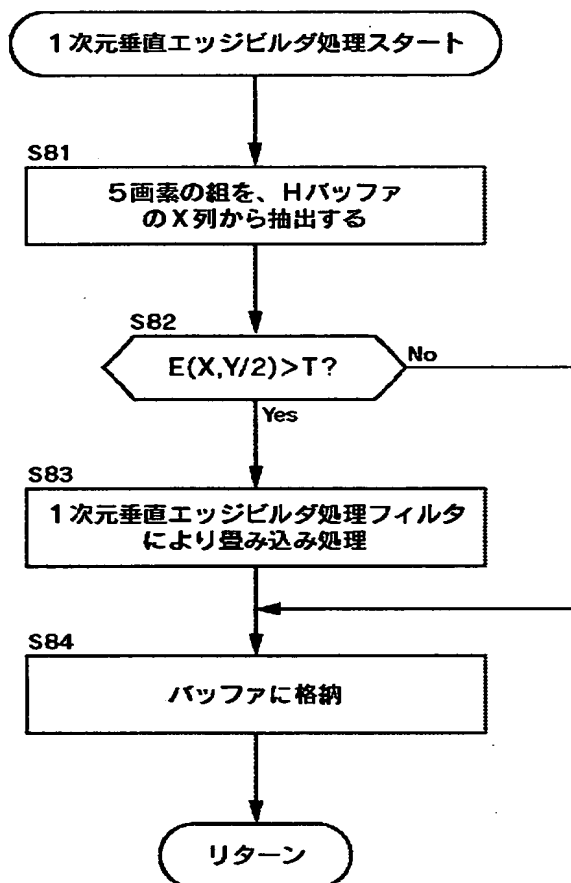 1次元垂直エッジビルダ処理スタート
S81
5画素の組を、Hバッファ
のX列から抽出する
S82
E(X,Y/2)>T?
No
Yes
S83
1次元垂直エッジビルダ処理フィルタ
により畳み込み処理
S84
バッファに格納
リターン